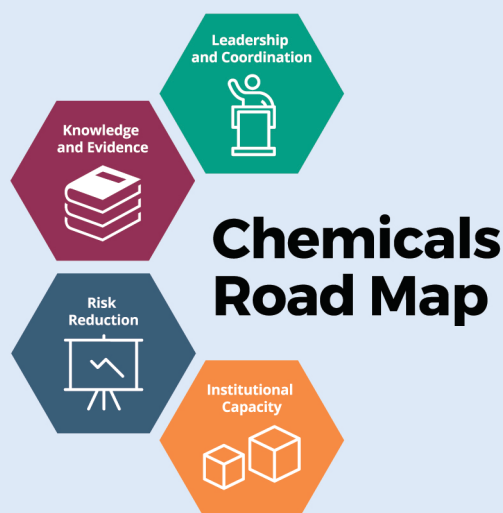 Leadership
and Coordination
Knowledge
and Evidence
Chemicals
Road Map
Risk
Reduction
Institutional
Capacity